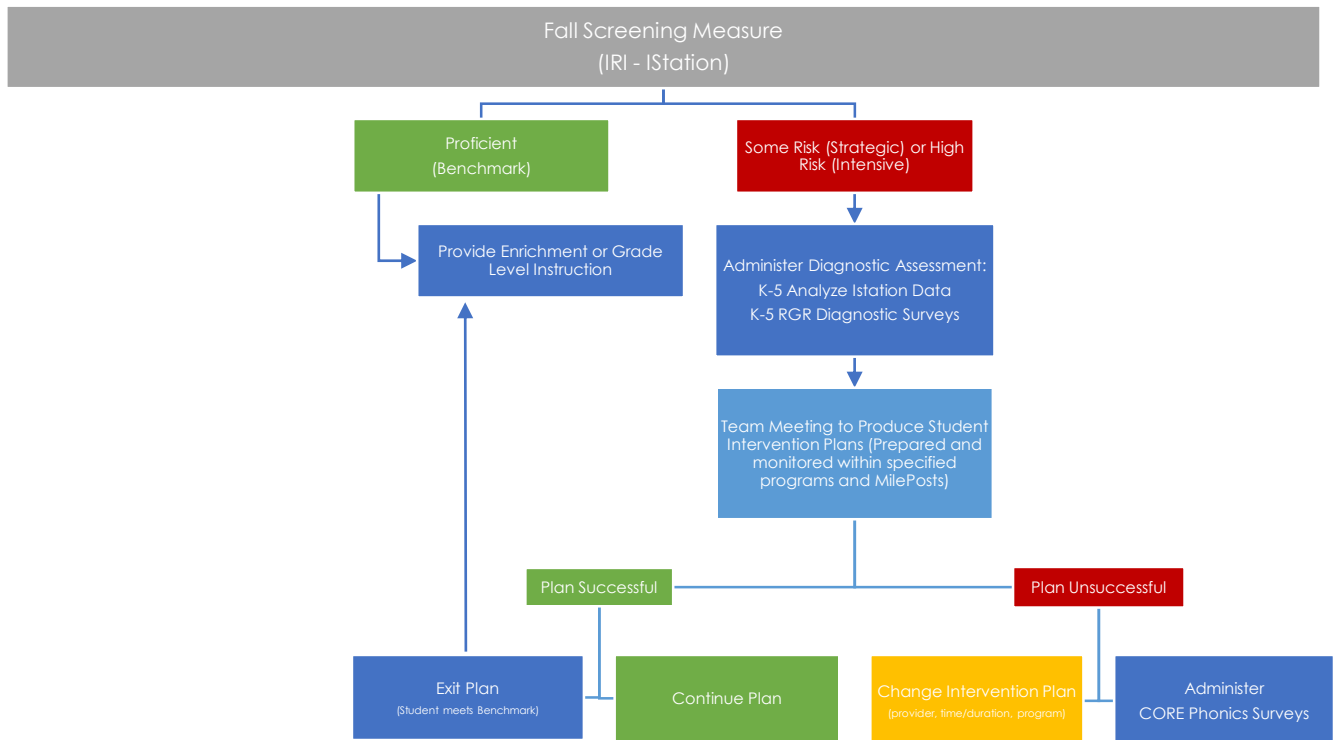 Fall Screening Measure
(IRI - IStation)
Proficient
(Benchmark)
Some Risk (Strategic) or High
Risk (Intensive)
Provide Enrichment or Grade
Level Instruction
Administer Diagnostic Assessment:
K-5 Analyze Istation Data
K-5 RGR Diagnostic Surveys
Team Meeting to Produce Student
Intervention Plans (Prepared and
monitored within specified
programs and MilePosts)
Plan Successful
Plan Unsuccessful
Exit Plan
(Student meets Benchmark)
Continue Plan
Change Intervention Plan
(provider, time/duration, program)
Administer
CORE Phonics Surveys